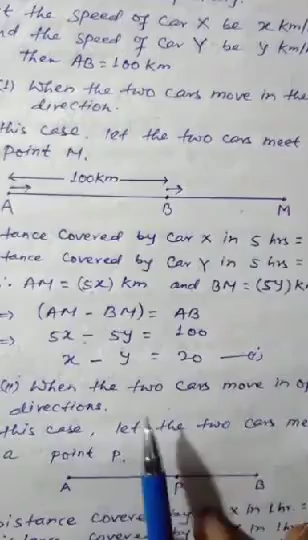 t the speed of Car X be x km/
nd the speed of Car Y be y km/
then AB = 100 km
(I) When the two cars move in the
direction.
this case, let the two cars meet
point M.
100km
A B M
tance covered by Car X in 5 hrs =
tance covered by Car Y in 5 hrs =
∴ AM = (5x) km and BM = (5y) k
⇒ (AM - BM) = AB
⇒ 5x - 5y = 100
x - y = 20 —(i)
(II) When the two cars move in op
directions.
this case, let the two cars me
a point P.
A P B
Distance covered by x in 1 hr. =
in 1 hr. =